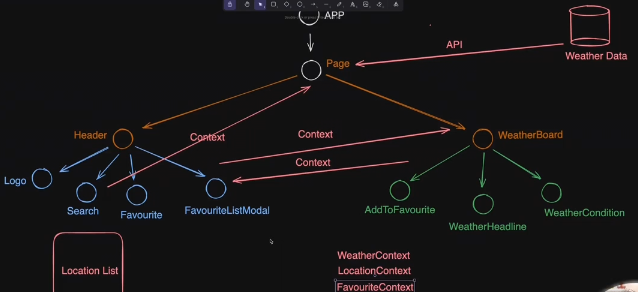 APP
API
Page
Weather Data
Header
Context
Context
WeatherBoard
Context
Logo
Search
Favourite
FavouriteListModal
AddToFavourite
WeatherHeadline
WeatherCondition
WeatherContext
LocationContext
FavouriteContext
Location List